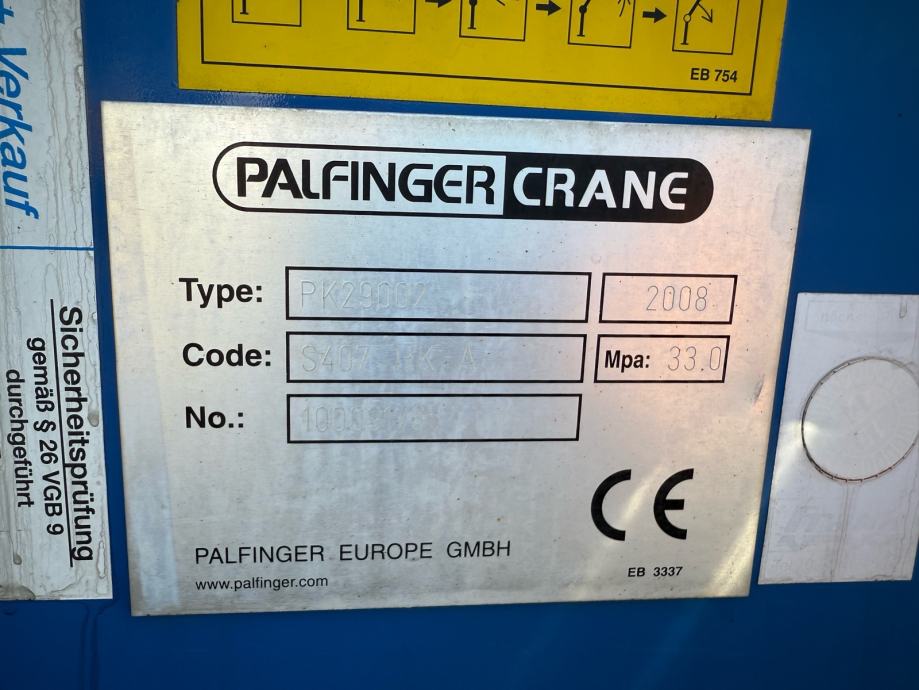 EB 754
PALFINGER CRANE
Type: PK29002 2008
Code: Mpa: 33.0
No.:
PALFINGER EUROPE GMBH
www.palfinger.com
EB 3337
Verkauf
Sicherheitsprüfung
gemäß § 26 VGB 9
durchgeführt